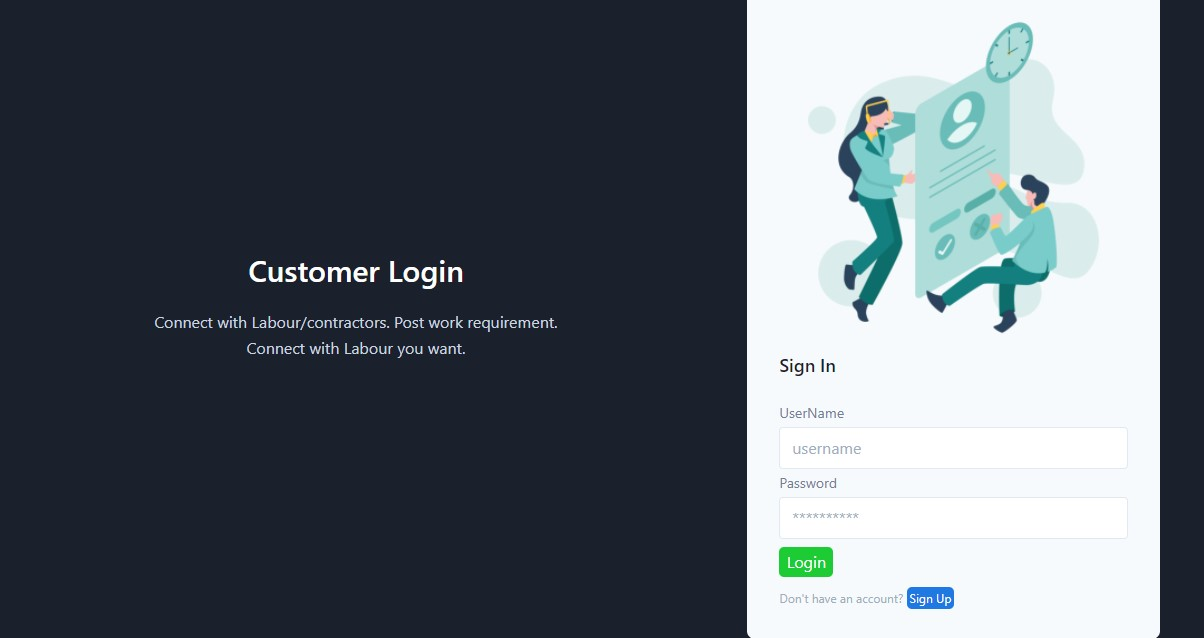 Customer Login
Connect with Labour/contractors. Post work requirement.
Connect with Labour you want.
Sign In
UserName
username
Password
**********
Login
Don't have an account? Sign Up